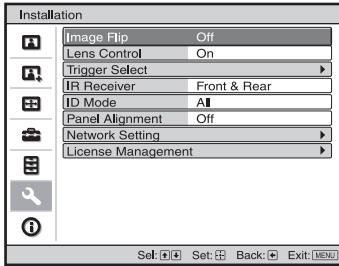 Installation
Image Flip Off
Lens Control On
Trigger Select
IR Receiver Front & Rear
ID Mode All
Panel Alignment Off
Network Setting
License Management
Sel: Set: Back: Exit: MENU